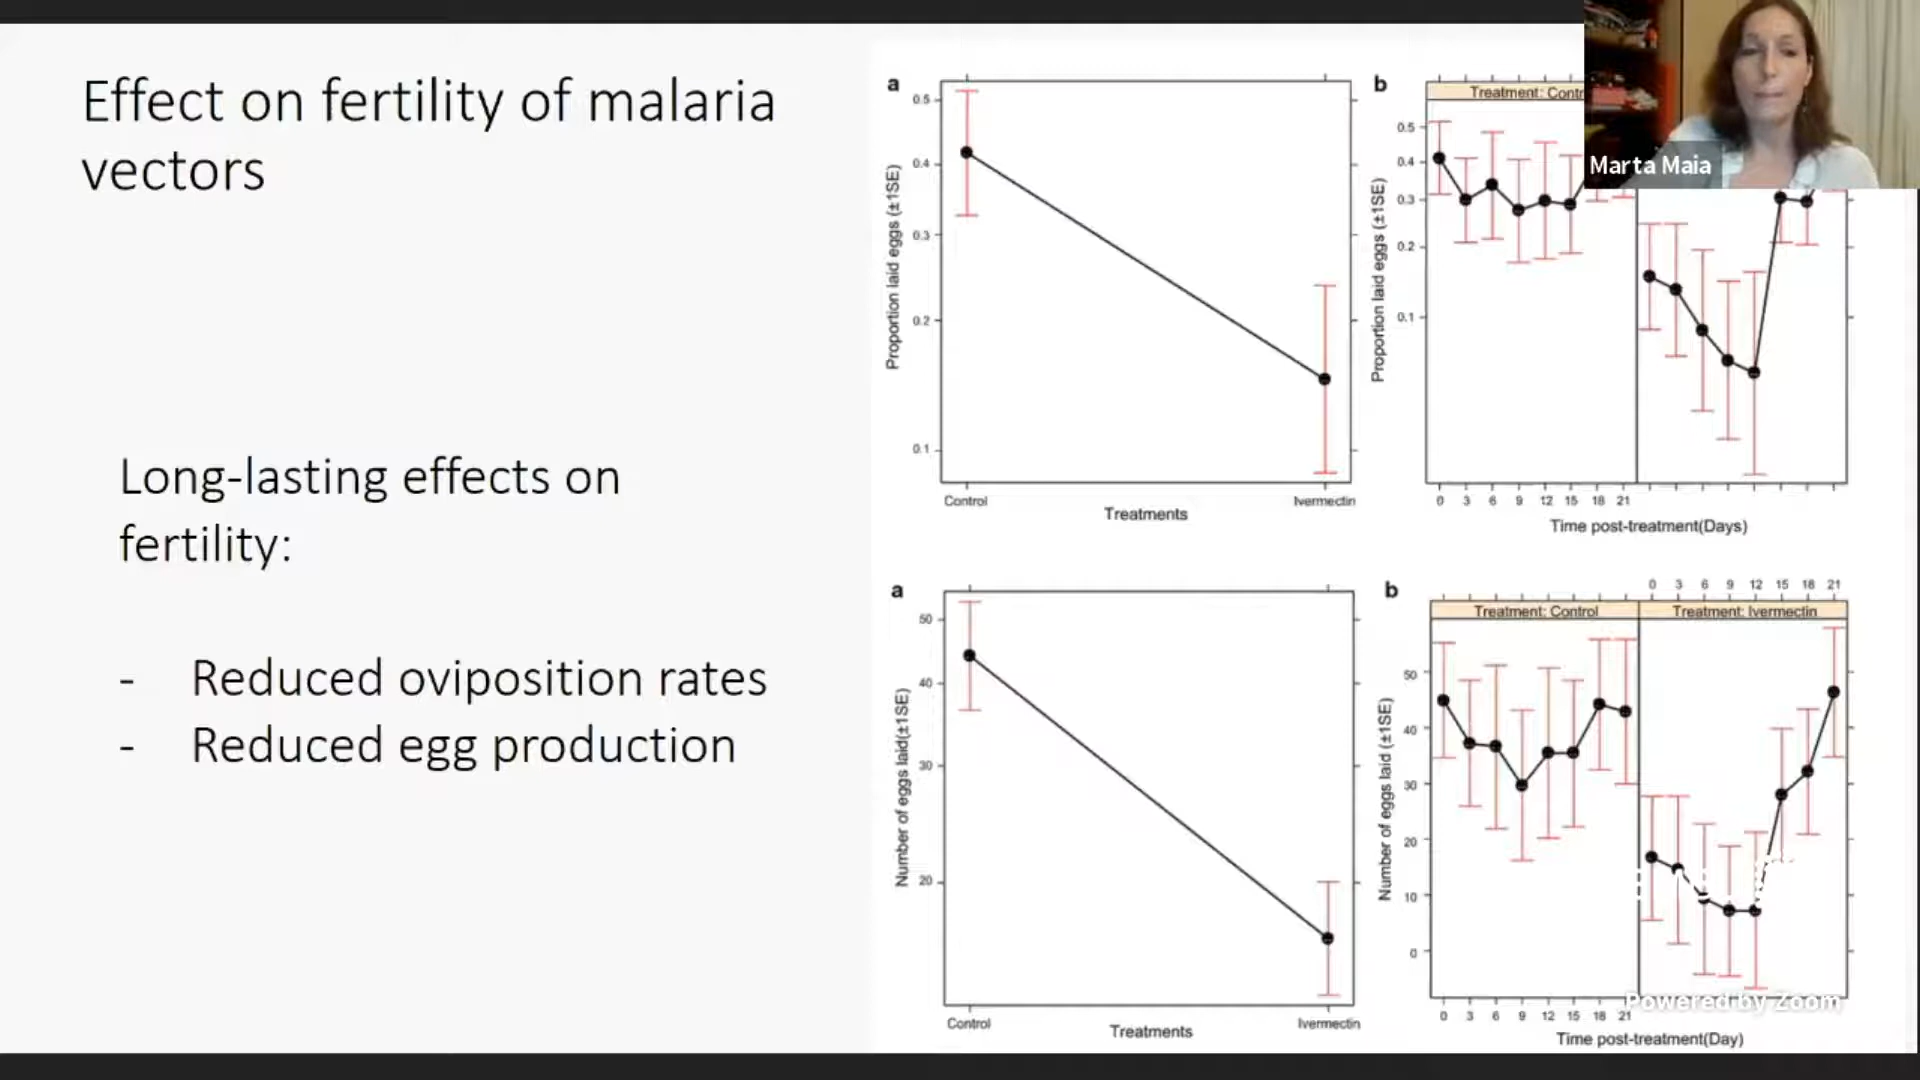 Effect on fertility of malaria
vectors
Long-lasting effects on
fertility:
- Reduced oviposition rates
- Reduced egg production
a
Proportion laid eggs (±1SE)
0.5
0.4
0.3
0.2
0.1
Control
Ivermectin
Treatments
b
Treatment: Contr
Proportion laid eggs (±1SE)
0.5
0.4
0.3
0.2
0.1
0 3 6 9 12 15 18 21
Time post-treatment(Days)
Marta Maia
a
Number of eggs laid(±1SE)
50
40
30
20
Control
Ivermectin
Treatments
b
0 3 6 9 12 15 18 21
Treatment: Control
Treatment: Ivermectin
Number of eggs laid (±1SE)
50
40
30
20
10
0
0 3 6 9 12 15 18 21
Time post-treatment(Day)
Powered by Zoom